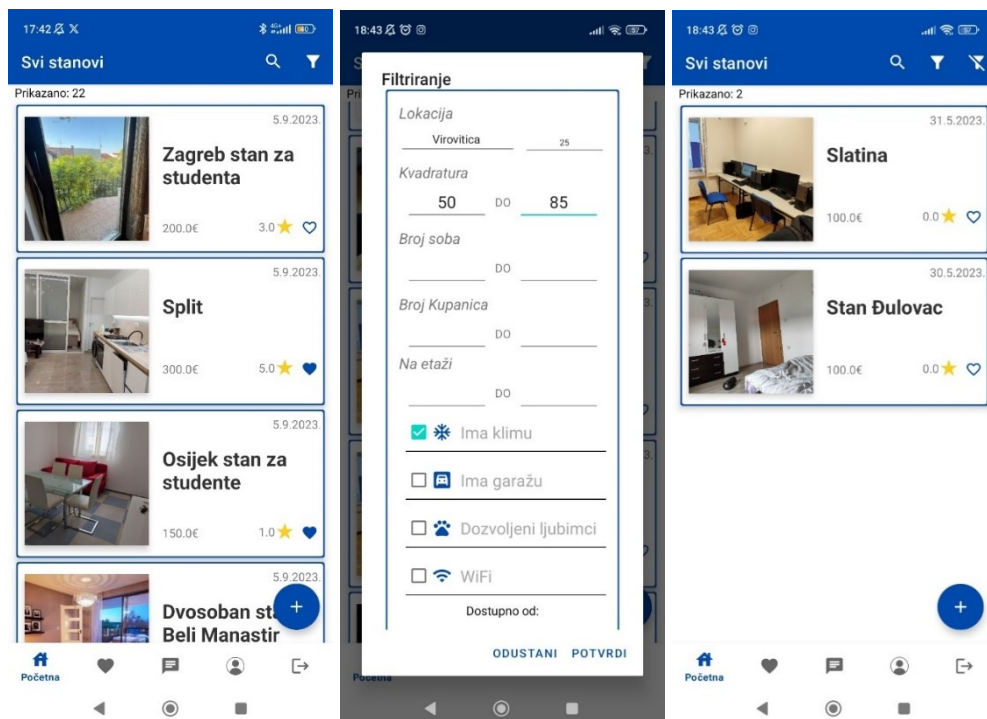 17:42
4G+
Svi stanovi
Prikazano: 22
5.9.2023.
Zagreb stan za
studenta
200.0€ 3.0
5.9.2023.
Split
300.0€ 5.0
5.9.2023.
Osijek stan za
studente
150.0€ 1.0
5.9.2023.
Dvosoban sta
Beli Manastir
+
Početna
18:43
57
Filtriranje
Lokacija
Virovitica 25
Kvadratura
50 DO 85
Broj soba
DO
Broj Kupanica
DO
Na etaži
DO
Ima klimu
Ima garažu
Dozvoljeni ljubimci
WiFi
Dostupno od:
ODUSTANI POTVRDI
Početna
18:43
57
Svi stanovi
Prikazano: 2
31.5.2023.
Slatina
100.0€ 0.0
30.5.2023.
Stan Đulovac
100.0€ 0.0
+
Početna